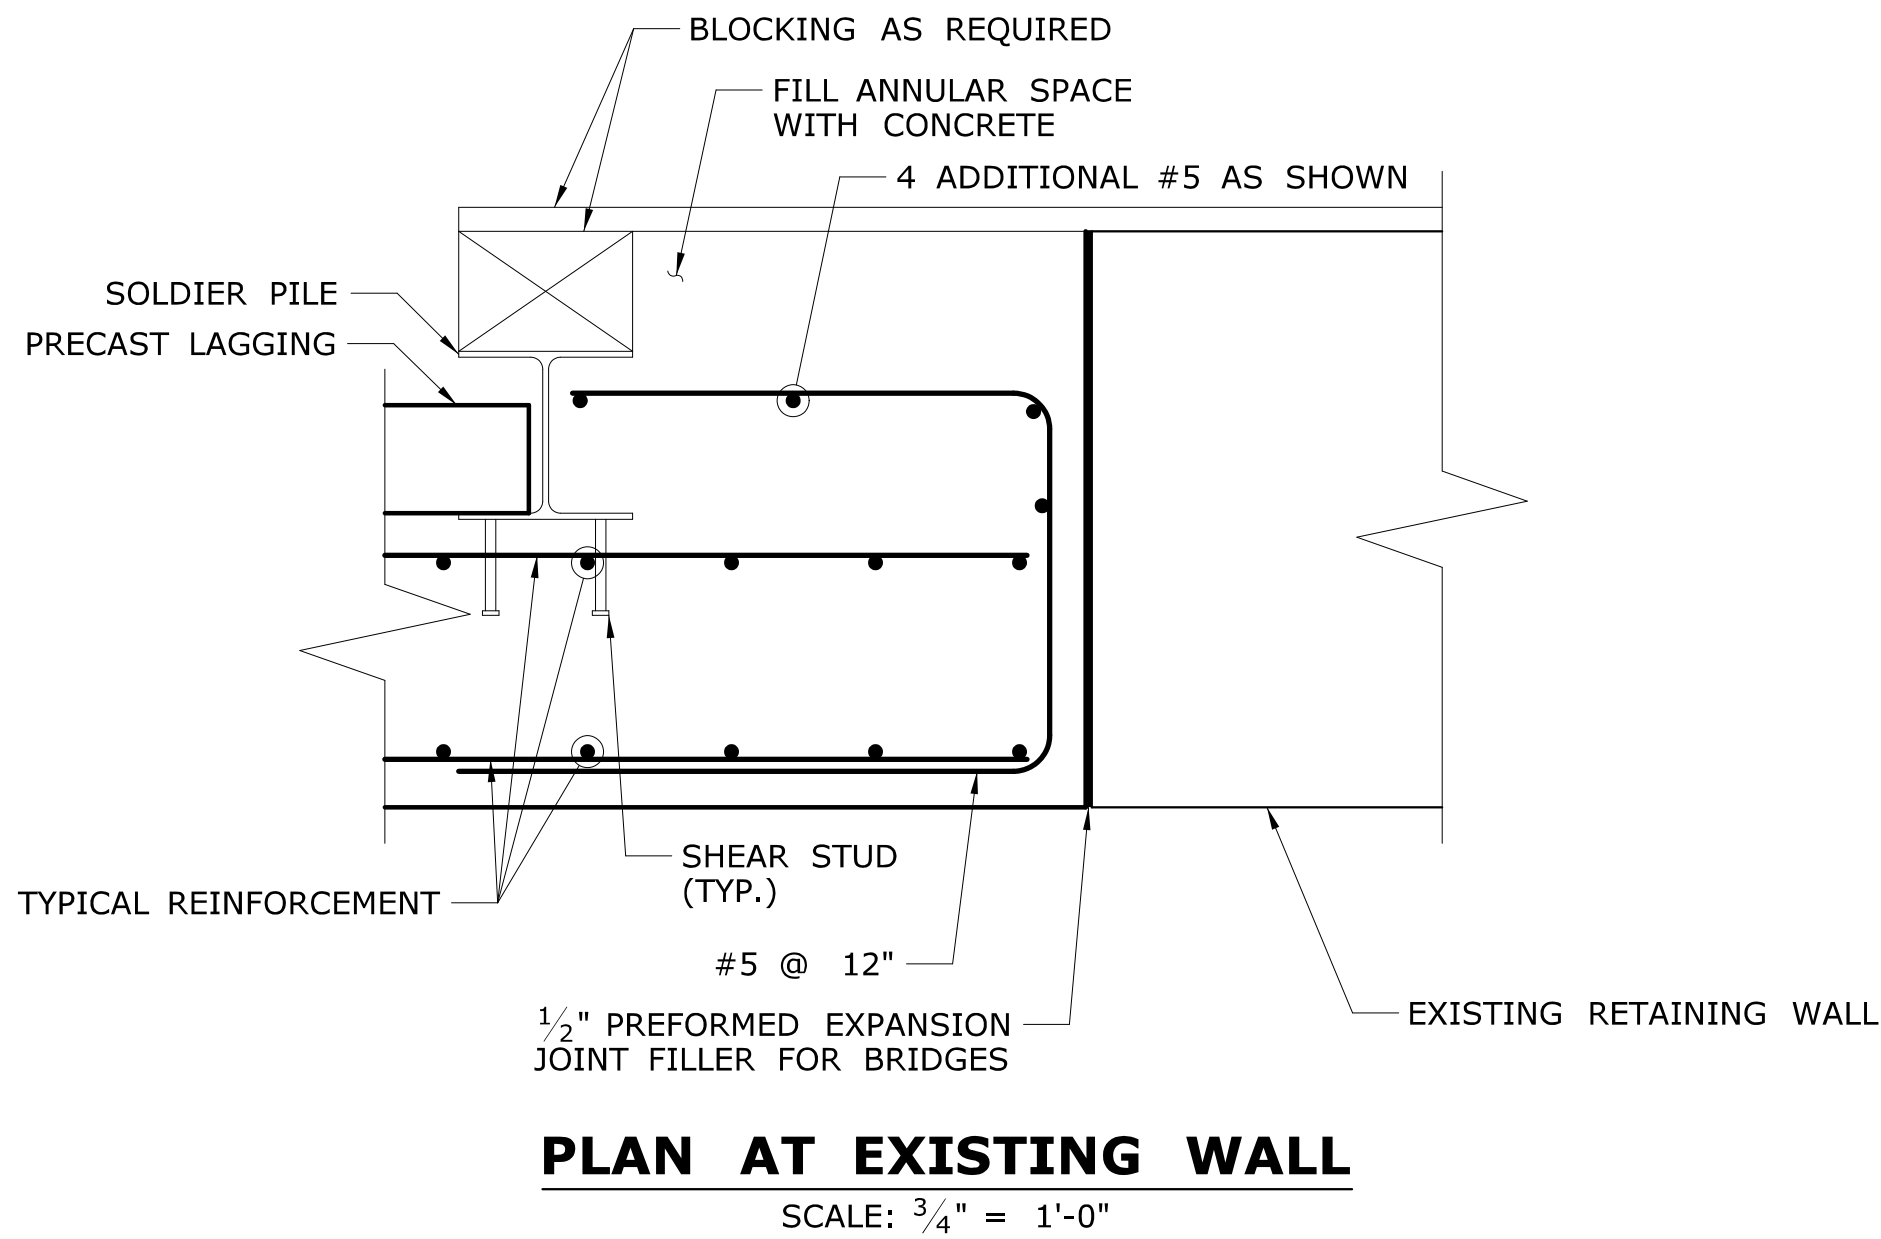 BLOCKING AS REQUIRED
FILL ANNULAR SPACE
WITH CONCRETE
4 ADDITIONAL #5 AS SHOWN
SOLDIER PILE
PRECAST LAGGING
SHEAR STUD
(TYP.)
TYPICAL REINFORCEMENT
#5 @ 12"
1/2" PREFORMED EXPANSION
JOINT FILLER FOR BRIDGES
EXISTING RETAINING WALL
PLAN AT EXISTING WALL
SCALE: 3/4" = 1'-0"